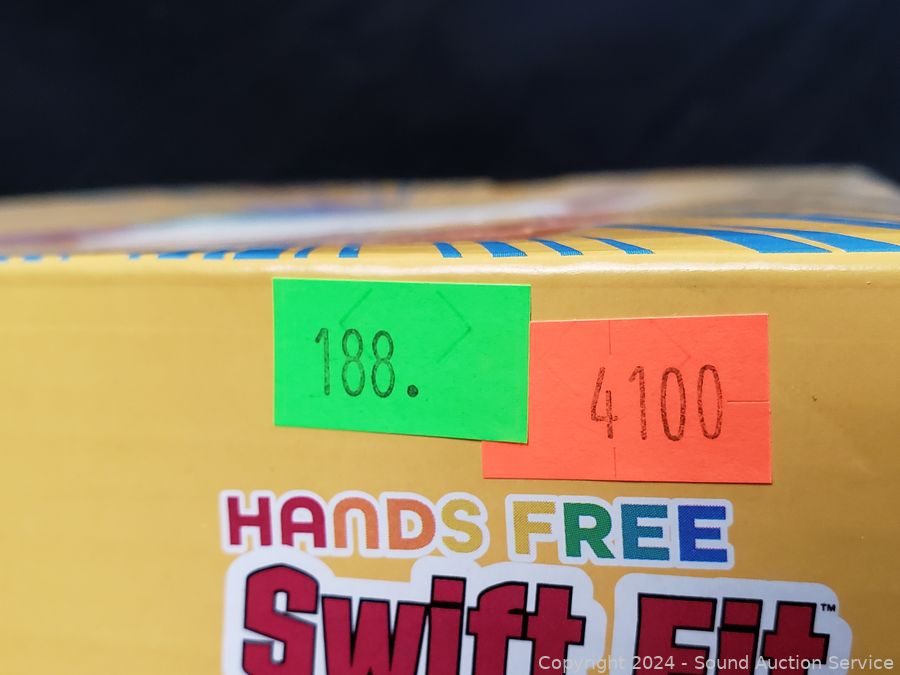 188.
4100
HANDS FREE
Swift Fit™
Copyright 2024 - Sound Auction Service